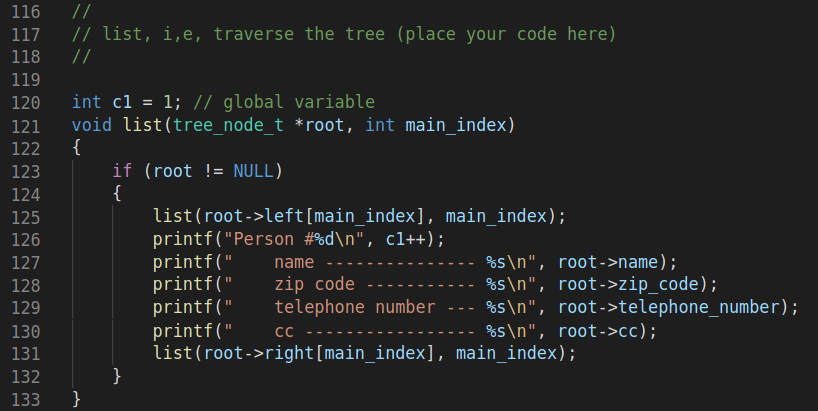 116 //
117 // list, i,e, traverse the tree (place your code here)
118 //
119
120 int c1 = 1; // global variable
121 void list(tree_node_t *root, int main_index)
122 {
123     if (root != NULL)
124     {
125         list(root->left[main_index], main_index);
126         printf("Person #%d\n", c1++);
127         printf("    name --------------- %s\n", root->name);
128         printf("    zip code ----------- %s\n", root->zip_code);
129         printf("    telephone number --- %s\n", root->telephone_number);
130         printf("    cc ----------------- %s\n", root->cc);
131         list(root->right[main_index], main_index);
132     }
133 }